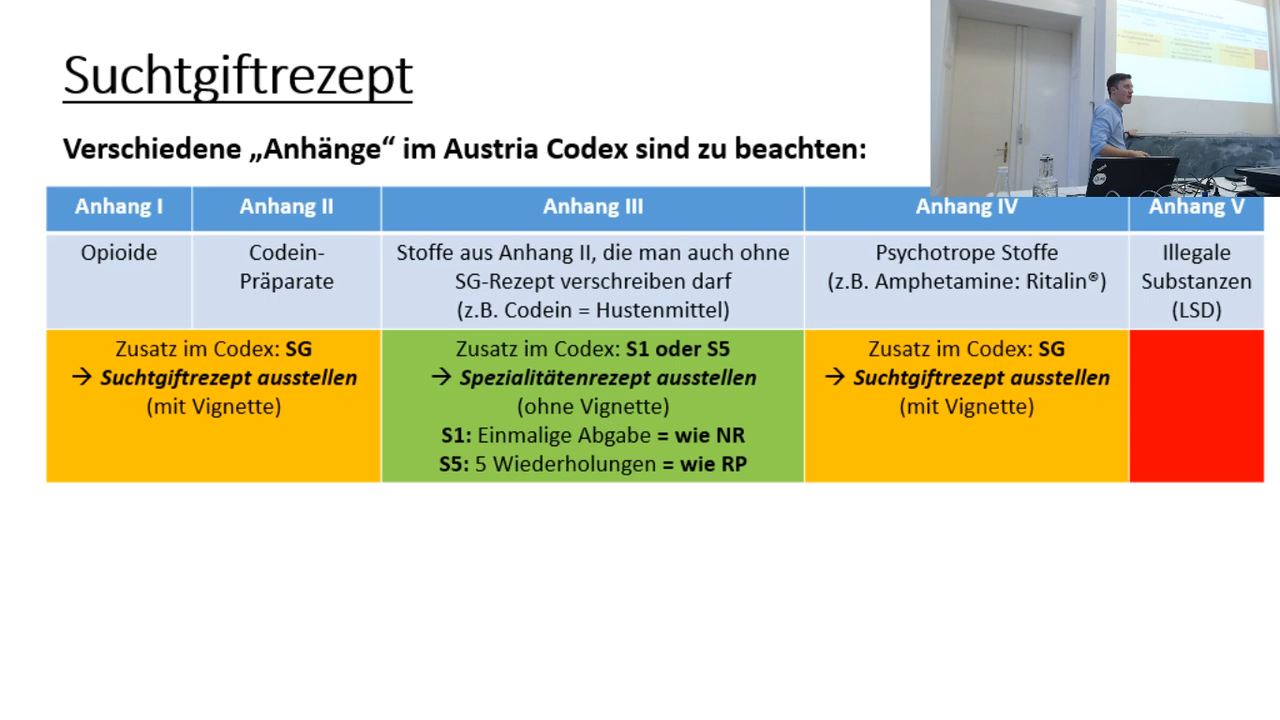 Suchtgiftrezept
Verschiedene „Anhänge“ im Austria Codex sind zu beachten:
Anhang I
Anhang II
Anhang III
Anhang IV
Anhang V
Opioide
Codein-
Präparate
Stoffe aus Anhang II, die man auch ohne
SG-Rezept verschreiben darf
(z.B. Codein = Hustenmittel)
Psychotrope Stoffe
(z.B. Amphetamine: Ritalin®)
Illegale
Substanzen
(LSD)
Zusatz im Codex: SG
→ Suchtgiftrezept ausstellen
(mit Vignette)
Zusatz im Codex: S1 oder S5
→ Spezialitätenrezept ausstellen
(ohne Vignette)
S1: Einmalige Abgabe = wie NR
S5: 5 Wiederholungen = wie RP
Zusatz im Codex: SG
→ Suchtgiftrezept ausstellen
(mit Vignette)